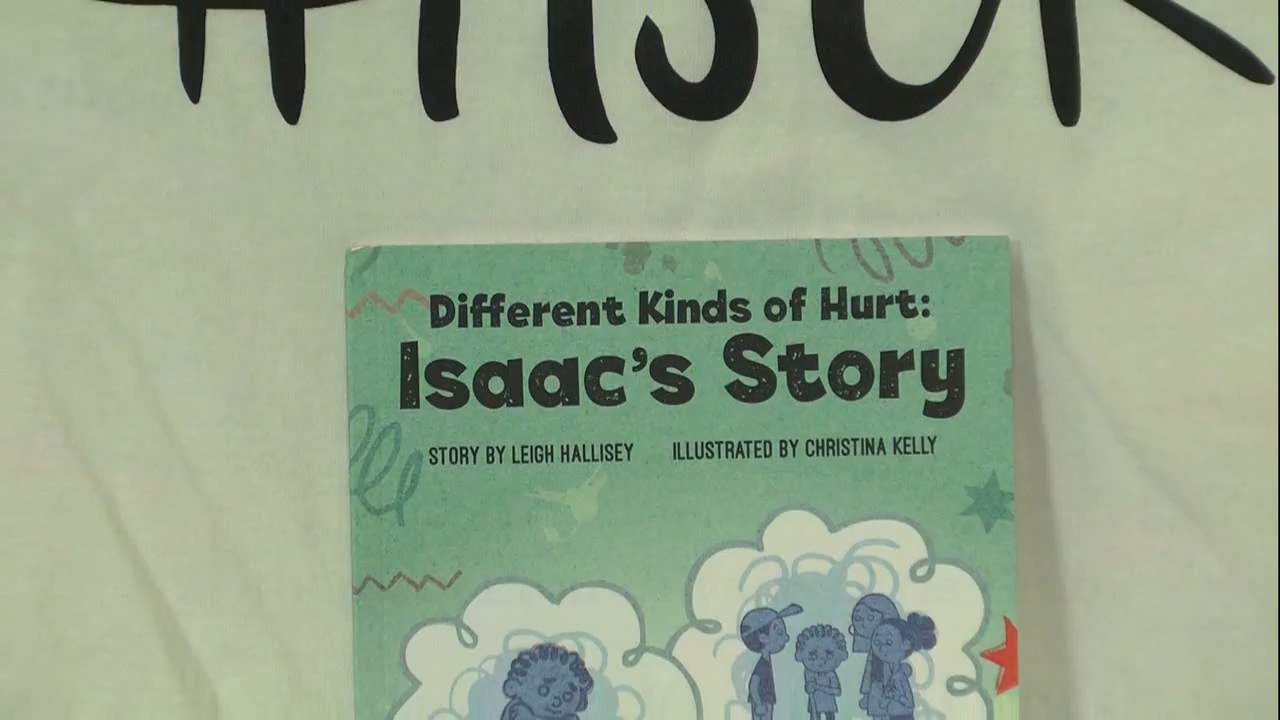 Different Kinds of Hurt:
Isaac's Story
STORY BY LEIGH HALLISEY ILLUSTRATED BY CHRISTINA KELLY